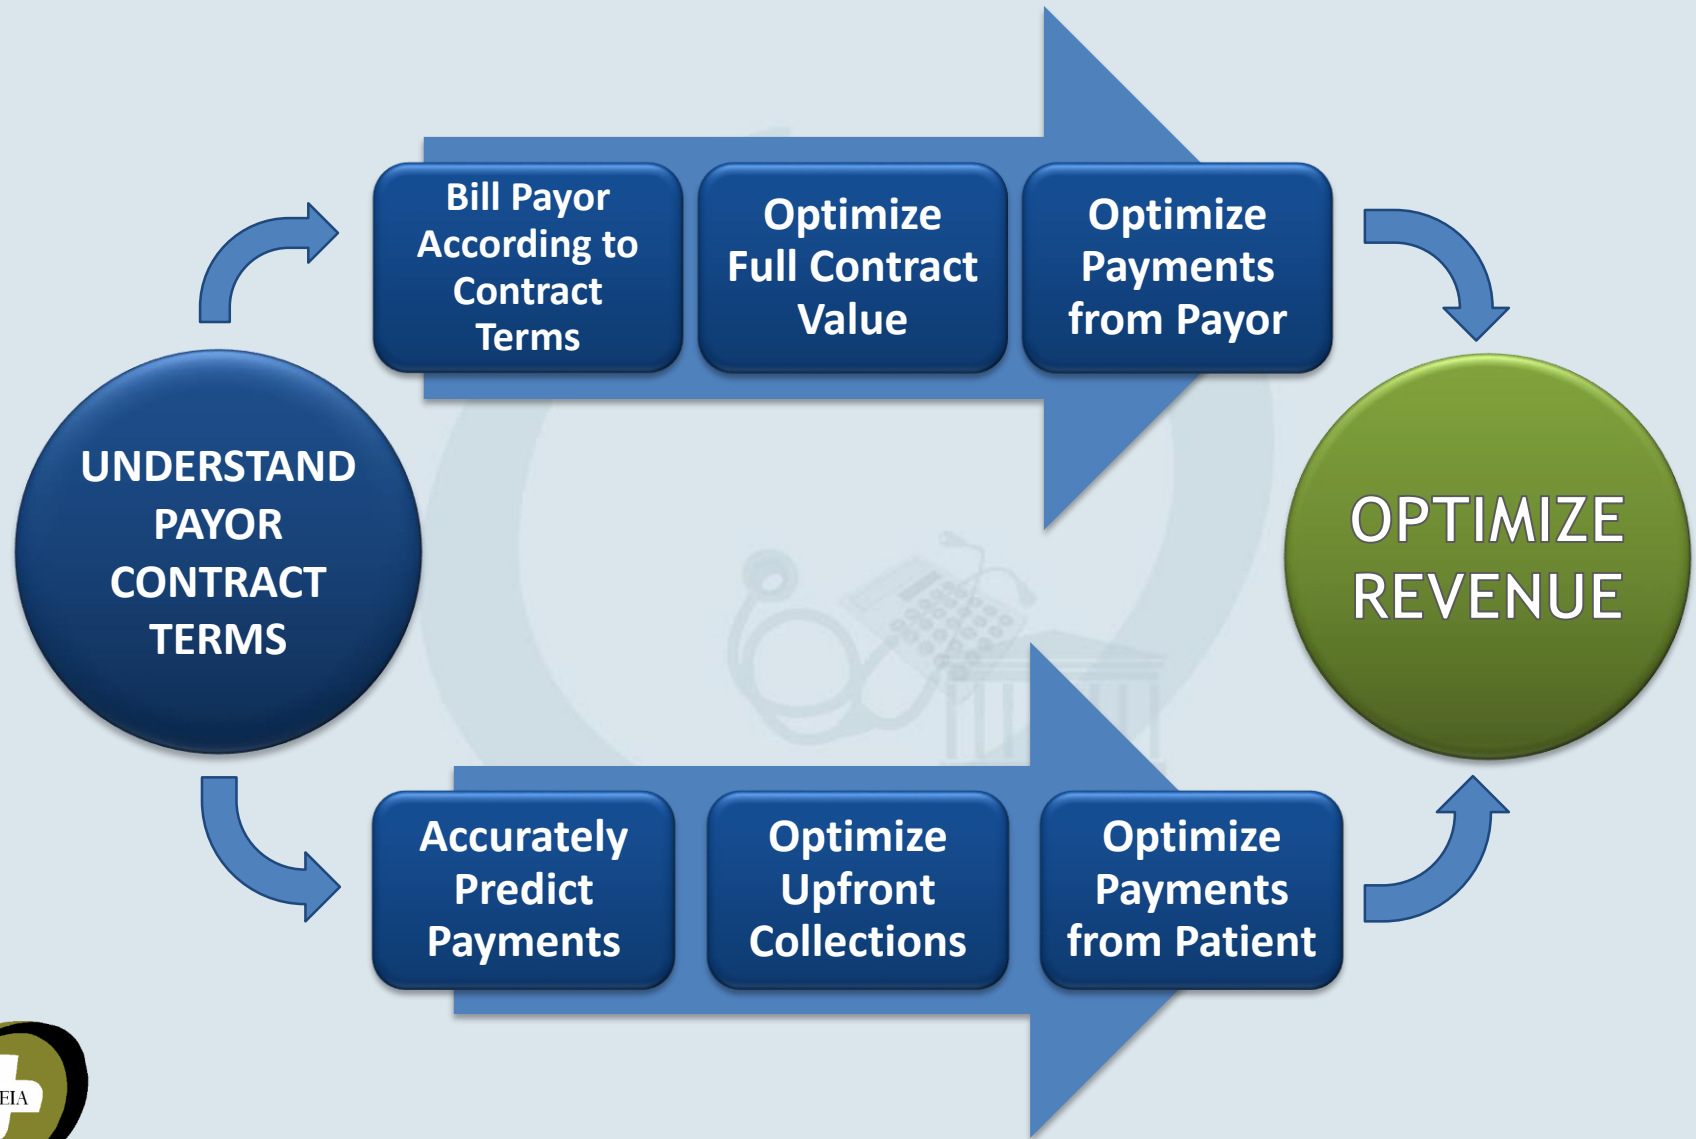 Bill Payor
According to
Contract
Terms
Optimize
Full Contract
Value
Optimize
Payments
from Payor
UNDERSTAND
PAYOR
CONTRACT
TERMS
OPTIMIZE
REVENUE
Accurately
Predict
Payments
Optimize
Upfront
Collections
Optimize
Payments
from Patient
EIA